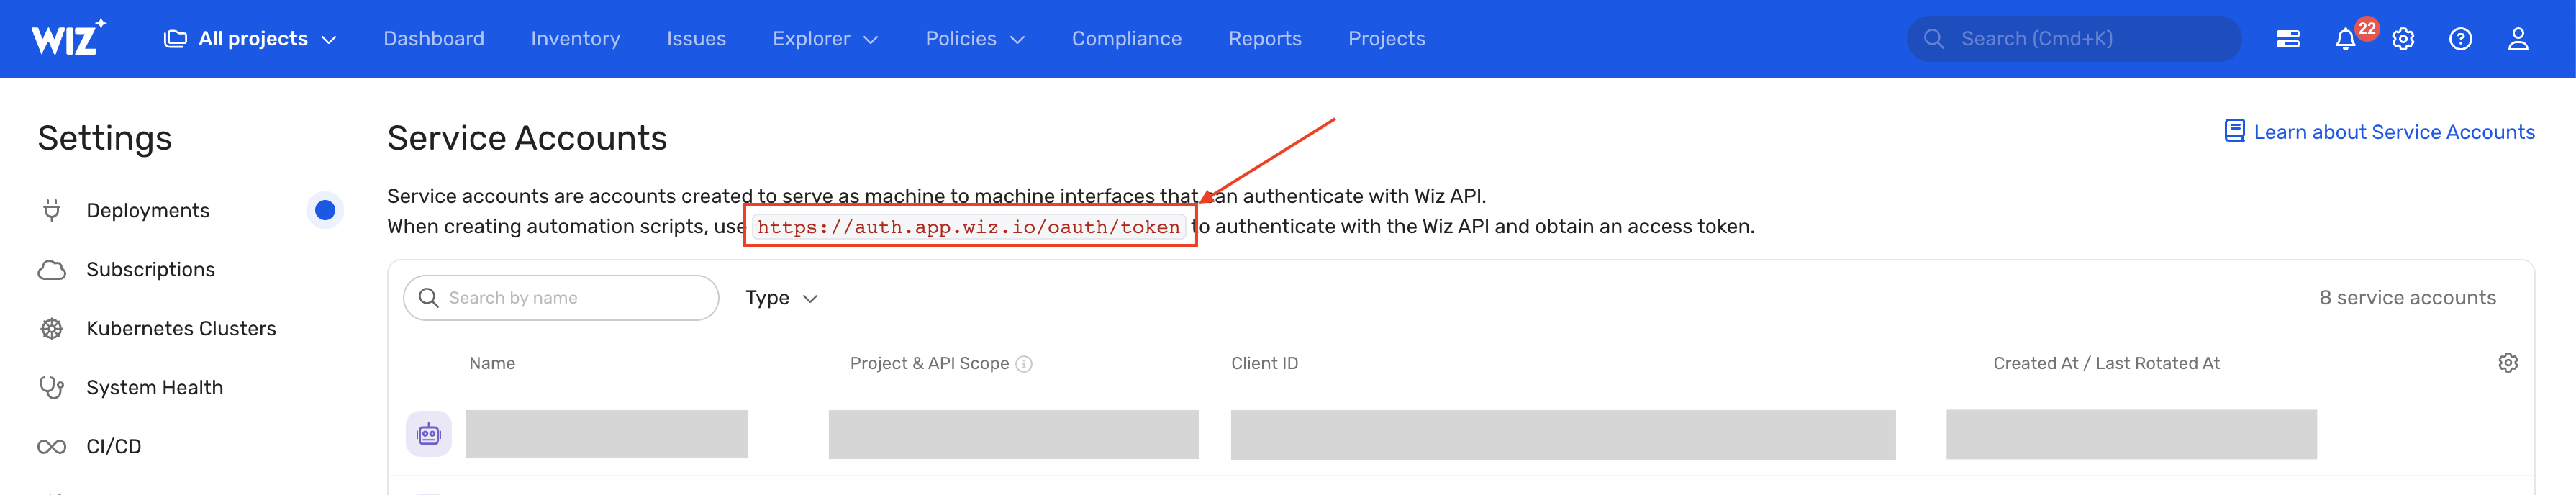 WIZ
All projects
Dashboard
Inventory
Issues
Explorer
Policies
Compliance
Reports
Projects
Search (Cmd+K)
22
Settings
Deployments
Subscriptions
Kubernetes Clusters
System Health
CI/CD
Service Accounts
Learn about Service Accounts
Service accounts are accounts created to serve as machine to machine interfaces that can authenticate with Wiz API.
When creating automation scripts, use https://auth.app.wiz.io/oauth/token to authenticate with the Wiz API and obtain an access token.
Search by name
Type
8 service accounts
Name
Project & API Scope
Client ID
Created At / Last Rotated At